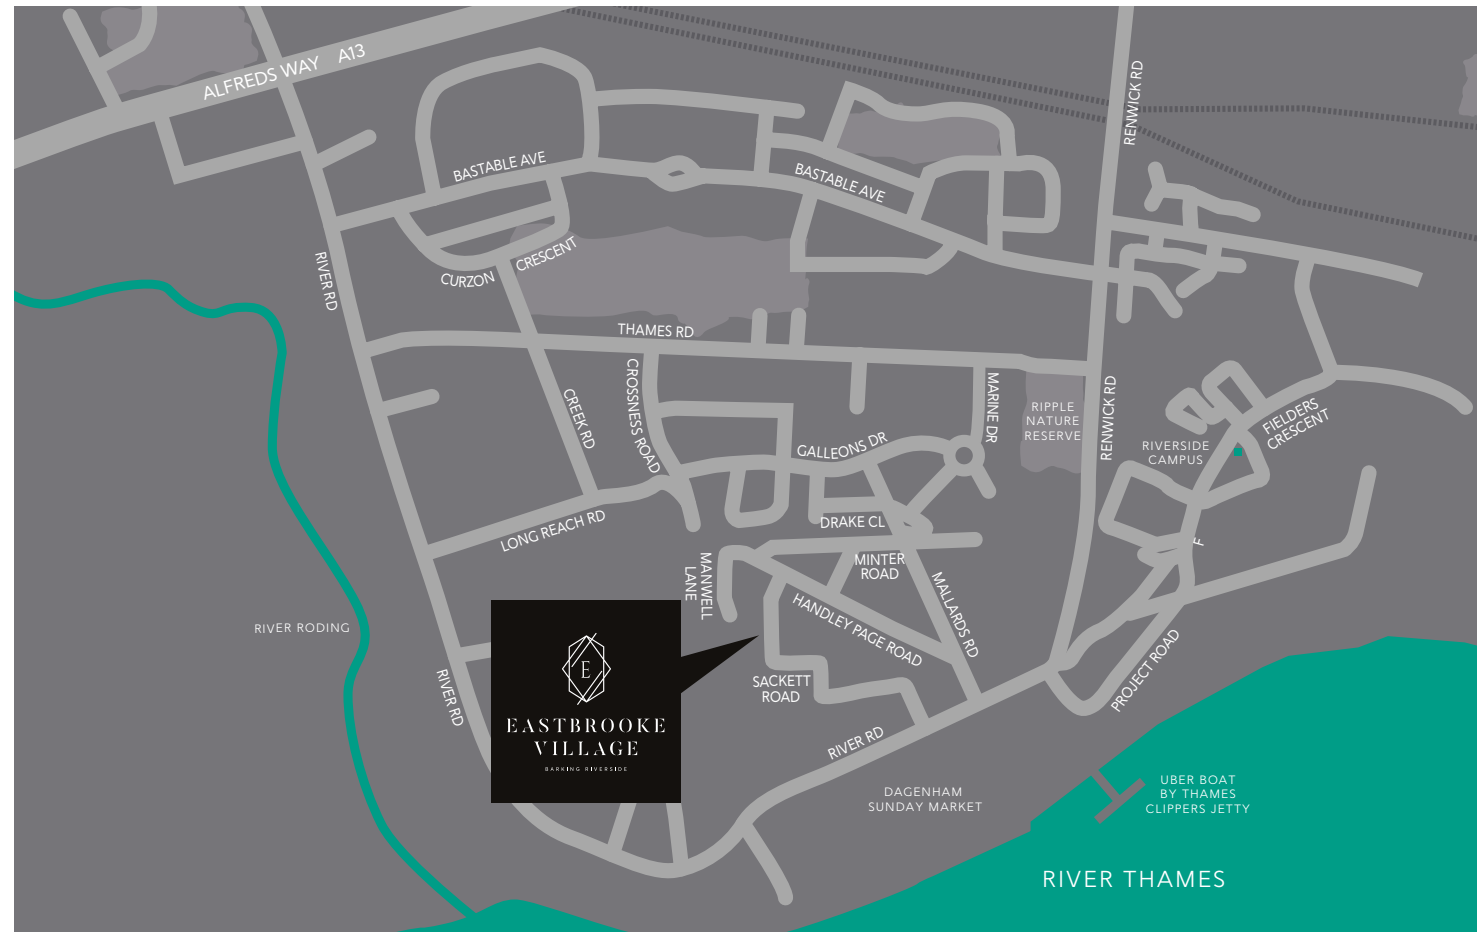 ALFREDS WAY A13
RENWICK RD
BASTABLE AVE
BASTABLE AVE
RIVER RD
CURZON
CRESCENT
THAMES RD
CROSSNESS ROAD
CREEK RD
MARINE DR
RIPPLE
NATURE
RESERVE
RENWICK RD
FIELDERS
CRESCENT
RIVERSIDE
CAMPUS
GALLEONS DR
LONG REACH RD
DRAKE CL
F
MINTER
ROAD
MANWELL
LANE
MALLARDS RD
HANDLEY PAGE ROAD
RIVER RODING
PROJECT ROAD
SACKETT
ROAD
RIVER RD
E
EASTBROOKE
VILLAGE
BARKING RIVERSIDE
RIVER RD
DAGENHAM
SUNDAY MARKET
UBER BOAT
BY THAMES
CLIPPERS JETTY
RIVER THAMES